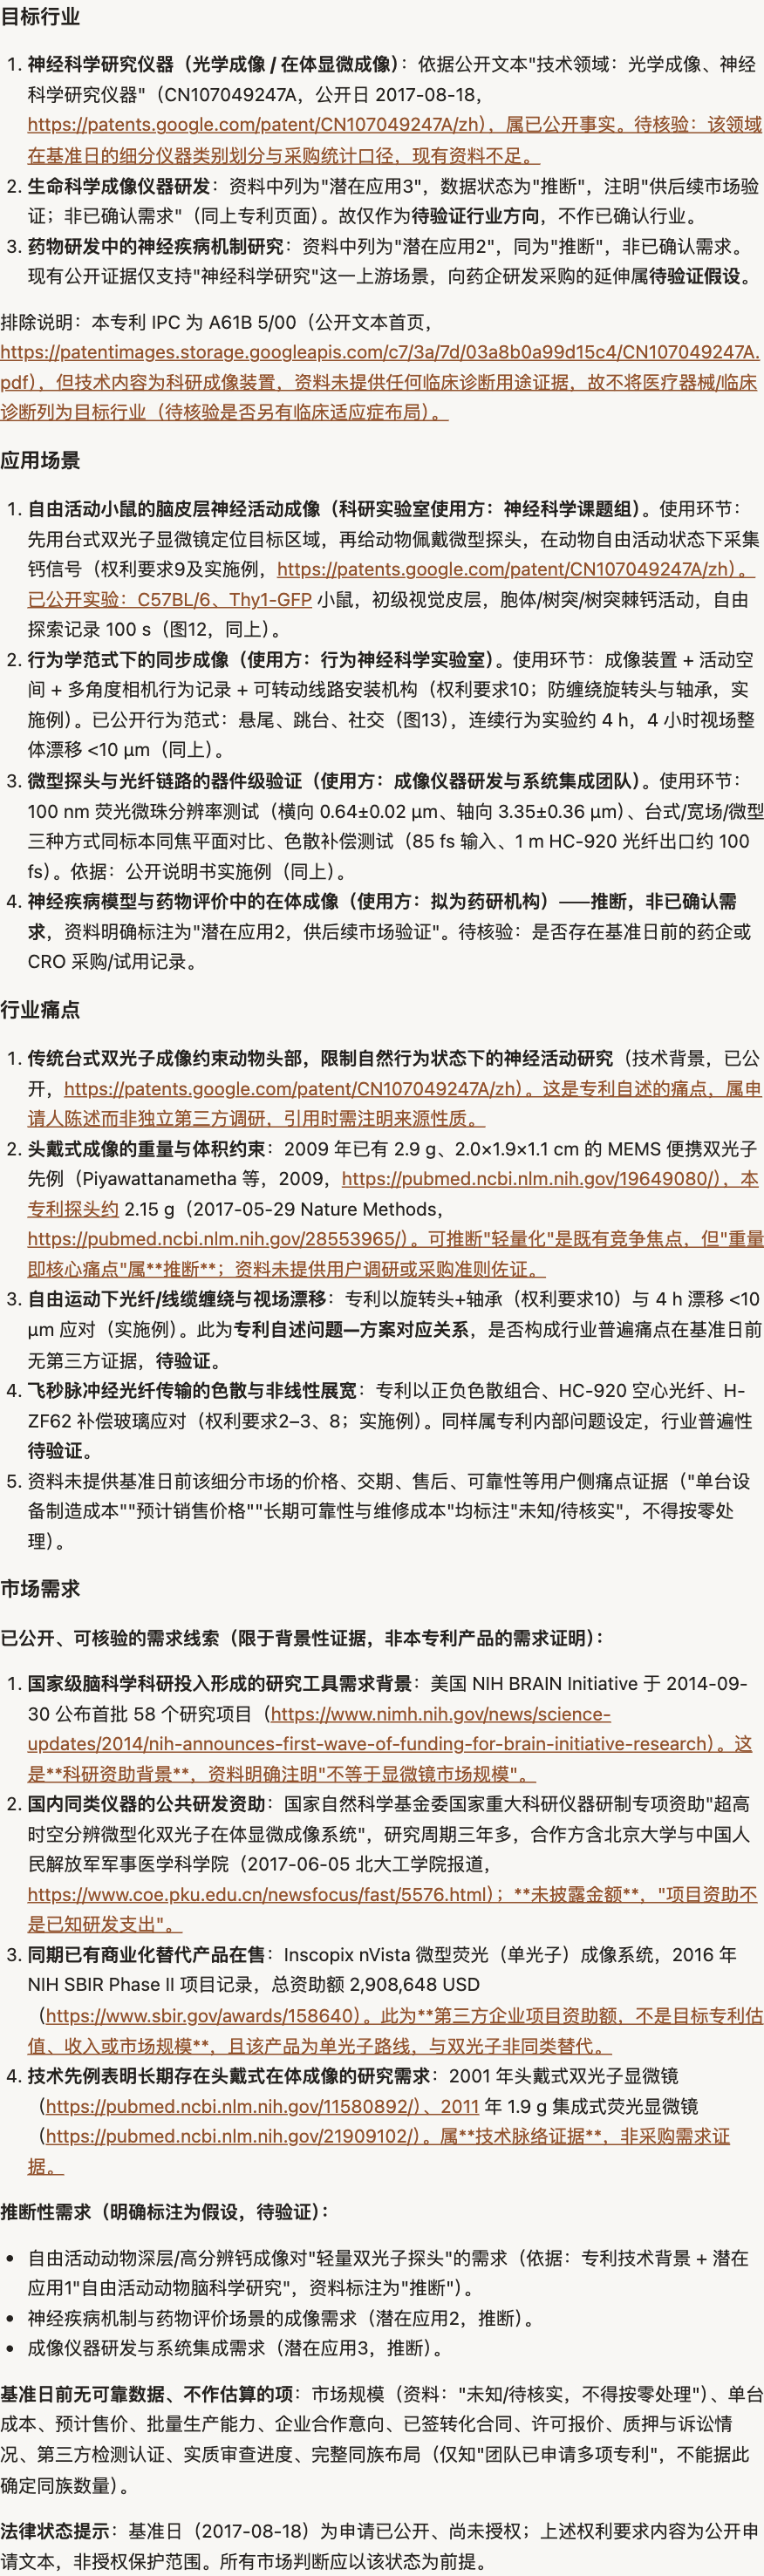 目标行业
1. 神经科学研究仪器（光学成像 / 在体显微成像）：依据公开文本"技术领域：光学成像、神经
科学研究仪器"（CN107049247A，公开日 2017-08-18，
https://patents.google.com/patent/CN107049247A/zh），属已公开事实。待核验：该领域
在基准日的细分仪器类别划分与采购统计口径，现有资料不足。
2. 生命科学成像仪器研发：资料中列为"潜在应用3"，数据状态为"推断"，注明"供后续市场验
证；非已确认需求"（同上专利页面）。故仅作为待验证行业方向，不作已确认行业。
3. 药物研发中的神经疾病机制研究：资料中列为"潜在应用2"，同为"推断"，非已确认需求。
现有公开证据仅支持"神经科学研究"这一上游场景，向药企研发采购的延伸属待验证假设。
排除说明：本专利 IPC 为 A61B 5/00（公开文本首页，
https://patentimages.storage.googleapis.com/c7/3a/7d/03a8b0a99d15c4/CN107049247A.
pdf），但技术内容为科研成像装置，资料未提供任何临床诊断用途证据，故不将医疗器械/临床
诊断列为目标行业（待核验是否另有临床适应症布局）。
应用场景
1. 自由活动小鼠的脑皮层神经活动成像（科研实验室使用方：神经科学课题组）。使用环节：
先用台式双光子显微镜定位目标区域，再给动物佩戴微型探头，在动物自由活动状态下采集
钙信号（权利要求9及实施例，https://patents.google.com/patent/CN107049247A/zh）。
已公开实验：C57BL/6、Thy1-GFP 小鼠，初级视觉皮层，胞体/树突/树突棘钙活动，自由
探索记录 100 s（图12，同上）。
2. 行为学范式下的同步成像（使用方：行为神经科学实验室）。使用环节：成像装置 + 活动空
间 + 多角度相机行为记录 + 可转动线路安装机构（权利要求10；防缠绕旋转头与轴承，实
施例）。已公开行为范式：悬尾、跳台、社交（图13），连续行为实验约 4 h，4 小时视场整
体漂移 <10 μm（同上）。
3. 微型探头与光纤链路的器件级验证（使用方：成像仪器研发与系统集成团队）。使用环节：
100 nm 荧光微珠分辨率测试（横向 0.64±0.02 μm、轴向 3.35±0.36 μm）、台式/宽场/微型
三种方式同标本同焦平面对比、色散补偿测试（85 fs 输入、1 m HC-920 光纤出口约 100
fs）。依据：公开说明书实施例（同上）。
4. 神经疾病模型与药物评价中的在体成像（使用方：拟为药研机构）——推断，非已确认需
求，资料明确标注为"潜在应用2，供后续市场验证"。待核验：是否存在基准日前的药企或
CRO 采购/试用记录。
行业痛点
1. 传统台式双光子成像约束动物头部，限制自然行为状态下的神经活动研究（技术背景，已公
开，https://patents.google.com/patent/CN107049247A/zh）。这是专利自述的痛点，属申
请人陈述而非独立第三方调研，引用时需注明来源性质。
2. 头戴式成像的重量与体积约束：2009 年已有 2.9 g、2.0×1.9×1.1 cm 的 MEMS 便携双光子
先例（Piyawattanametha 等，2009，https://pubmed.ncbi.nlm.nih.gov/19649080/），本
专利探头约 2.15 g（2017-05-29 Nature Methods，
https://pubmed.ncbi.nlm.nih.gov/28553965/）。可推断"轻量化"是既有竞争焦点，但"重量
即核心痛点"属**推断**；资料未提供用户调研或采购准则佐证。
3. 自由运动下光纤/线缆缠绕与视场漂移：专利以旋转头+轴承（权利要求10）与 4 h 漂移 <10
μm 应对（实施例）。此为专利自述问题—方案对应关系，是否构成行业普遍痛点在基准日前
无第三方证据，待验证。
4. 飞秒脉冲经光纤传输的色散与非线性展宽：专利以正负色散组合、HC-920 空心光纤、H-
ZF62 补偿玻璃应对（权利要求2–3、8；实施例）。同样属专利内部问题设定，行业普遍性
待验证。
5. 资料未提供基准日前该细分市场的价格、交期、售后、可靠性等用户侧痛点证据（"单台设
备制造成本""预计销售价格""长期可靠性与维修成本"均标注"未知/待核实"，不得按零处
理）。
市场需求
已公开、可核验的需求线索（限于背景性证据，非本专利产品的需求证明）：
1. 国家级脑科学科研投入形成的研究工具需求背景：美国 NIH BRAIN Initiative 于 2014-09-
30 公布首批 58 个研究项目（https://www.nimh.nih.gov/news/science-
updates/2014/nih-announces-first-wave-of-funding-for-brain-initiative-research）。这
是**科研资助背景**，资料明确注明"不等于显微镜市场规模"。
2. 国内同类仪器的公共研发资助：国家自然科学基金委国家重大科研仪器研制专项资助"超高
时空分辨微型化双光子在体显微成像系统"，研究周期三年多，合作方含北京大学与中国人
民解放军军事医学科学院（2017-06-05 北大工学院报道，
https://www.coe.pku.edu.cn/newsfocus/fast/5576.html）；**未披露金额**，"项目资助不
是已知研发支出"。
3. 同期已有商业化替代产品在售：Inscopix nVista 微型荧光（单光子）成像系统，2016 年
NIH SBIR Phase II 项目记录，总资助额 2,908,648 USD
（https://www.sbir.gov/awards/158640）。此为**第三方企业项目资助额，不是目标专利估
值、收入或市场规模**，且该产品为单光子路线，与双光子非同类替代。
4. 技术先例表明长期存在头戴式在体成像的研究需求：2001 年头戴式双光子显微镜
（https://pubmed.ncbi.nlm.nih.gov/11580892/）、2011 年 1.9 g 集成式荧光显微镜
（https://pubmed.ncbi.nlm.nih.gov/21909102/）。属**技术脉络证据**，非采购需求证
据。
推断性需求（明确标注为假设，待验证）：
• 自由活动动物深层/高分辨钙成像对"轻量双光子探头"的需求（依据：专利技术背景 + 潜在
应用1"自由活动动物脑科学研究"，资料标注为"推断"）。
• 神经疾病机制与药物评价场景的成像需求（潜在应用2，推断）。
• 成像仪器研发与系统集成需求（潜在应用3，推断）。
基准日前无可靠数据、不作估算的项：市场规模（资料："未知/待核实，不得按零处理"）、单台
成本、预计售价、批量生产能力、企业合作意向、已签转化合同、许可报价、质押与诉讼情
况、第三方检测认证、实质审查进度、完整同族布局（仅知"团队已申请多项专利"，不能据此
确定同族数量）。
法律状态提示：基准日（2017-08-18）为申请已公开、尚未授权；上述权利要求内容为公开申
请文本，非授权保护范围。所有市场判断应以该状态为前提。